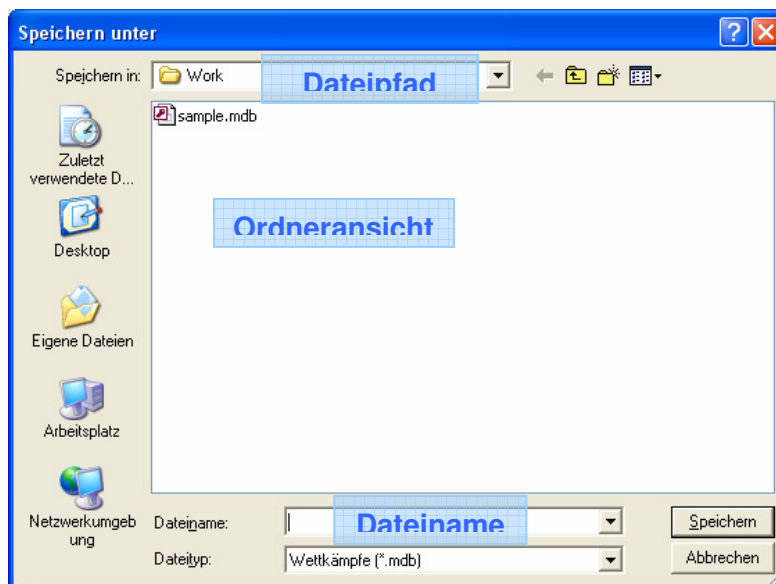 Speichern unter
Speichern in: Work Dateipfad
sample.mdb
Zuletzt
verwendete D...
Ordneransicht
Desktop
Eigene Dateien
Arbeitsplatz
Netzwerkumgeb
ung
Dateiname: Dateiname Speichern
Dateityp: Wettkämpfe (*.mdb) Abbrechen